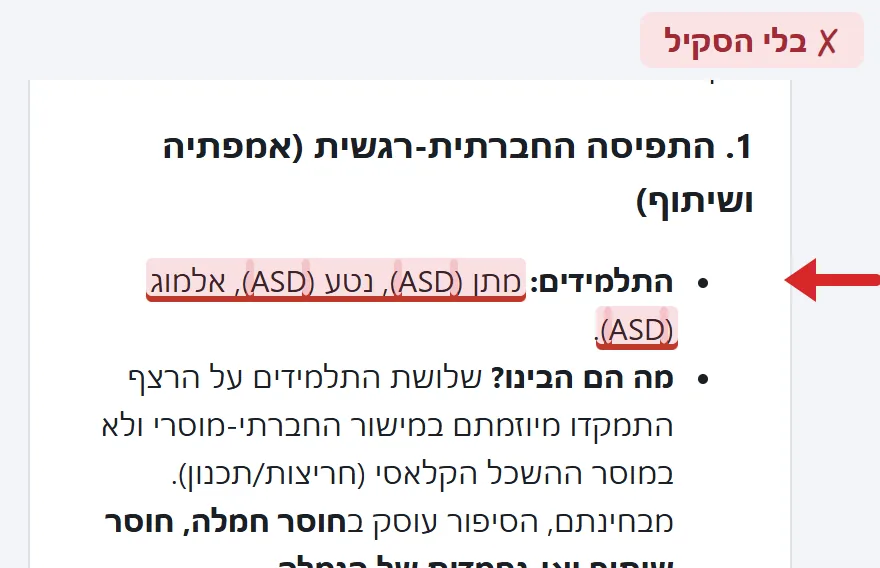 ✗ בלי הסקיל
1. התפיסה החברתית-רגשית (אמפתיה
ושיתוף)
• התלמידים: מתן (ASD), נטע (ASD), אלמוג
(ASD).
• מה הם הבינו? שלושת התלמידים על הרצף
התמקדו מיוזמתם במישור החברתי-מוסרי ולא
במוסר ההשכל הקלאסי (חריצות/תכנון).
מבחינתם, הסיפור עוסק בחוסר חמלה, חוסר